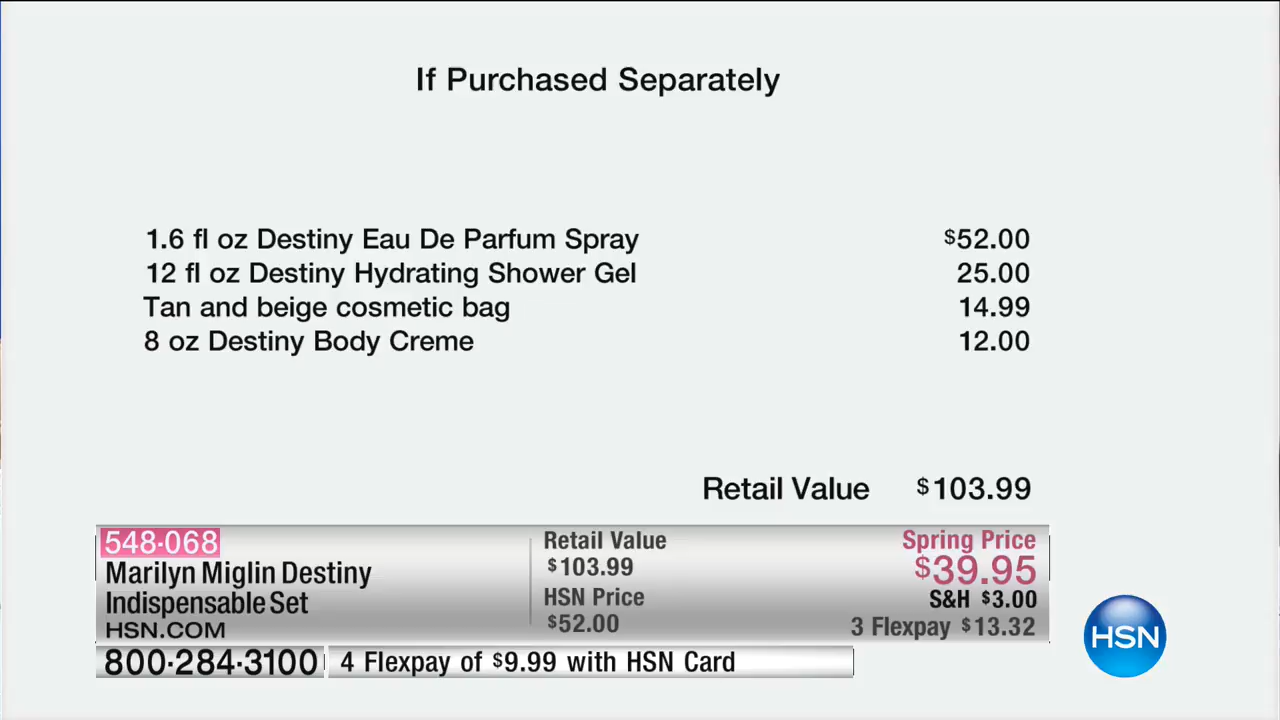 If Purchased Separately
1.6 fl oz Destiny Eau De Parfum Spray $52.00
12 fl oz Destiny Hydrating Shower Gel 25.00
Tan and beige cosmetic bag 14.99
8 oz Destiny Body Creme 12.00
Retail Value $103.99
548·068
Marilyn Miglin Destiny
Indispensable Set
HSN.COM
Retail Value
$103.99
HSN Price
$52.00
Spring Price
$39.95
S&H $3.00
3 Flexpay $13.32
800·284·3100
4 Flexpay of $9.99 with HSN Card
HSN